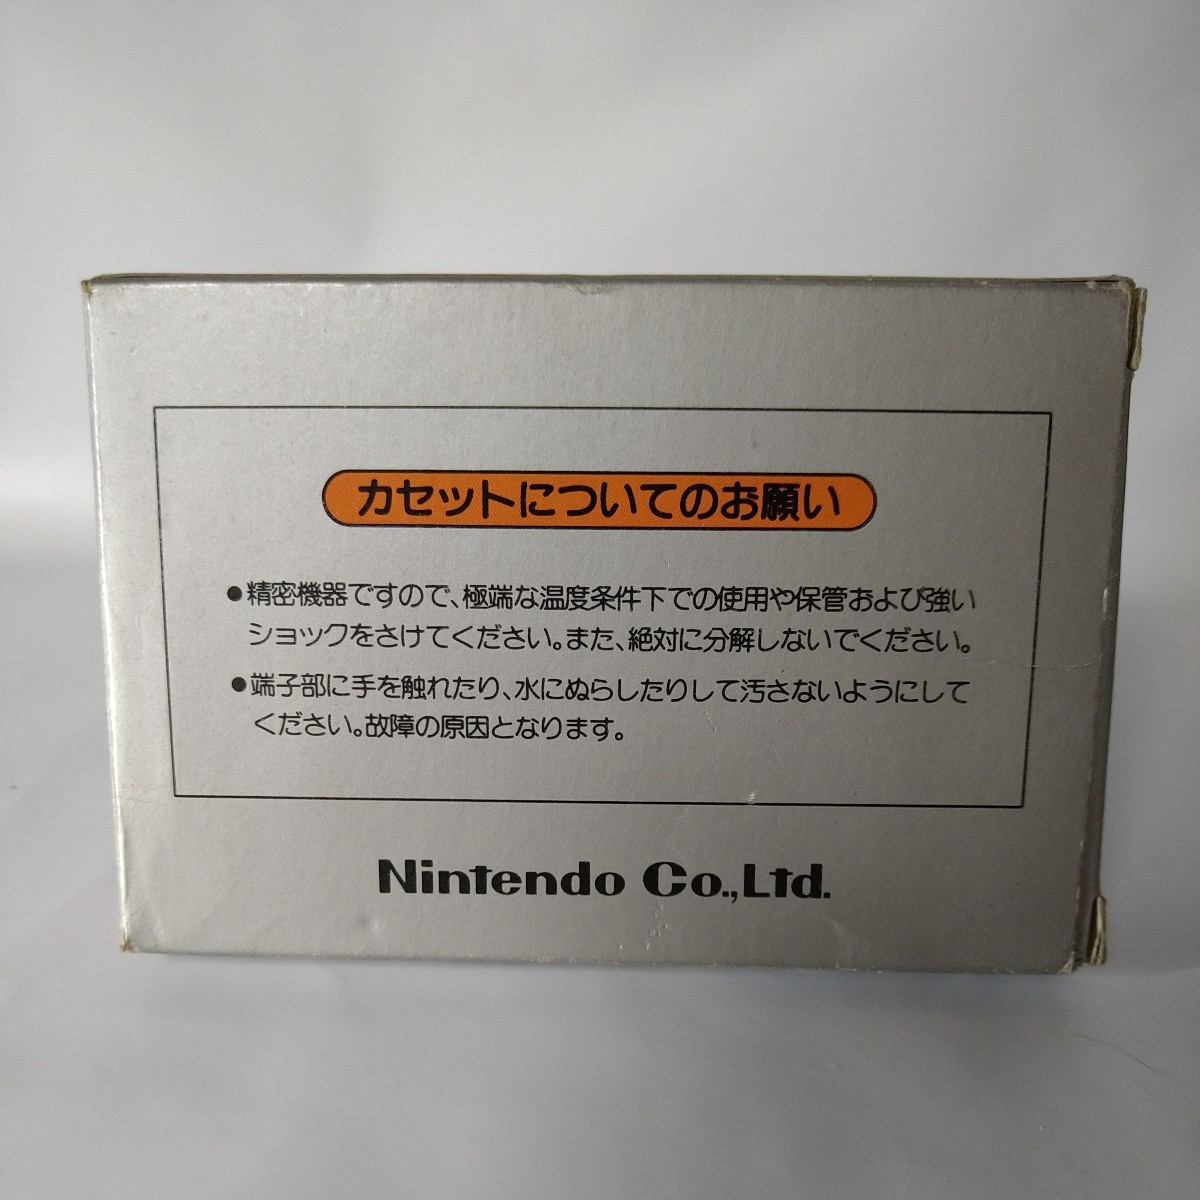 カセットについてのお願い
●精密機器ですので、極端な温度条件下での使用や保管および強い
ショックをさけてください。また、絶対に分解しないでください。
●端子部に手を触れたり、水にぬらしたりして汚さないようにして
ください。故障の原因となります。
Nintendo Co.,Ltd.